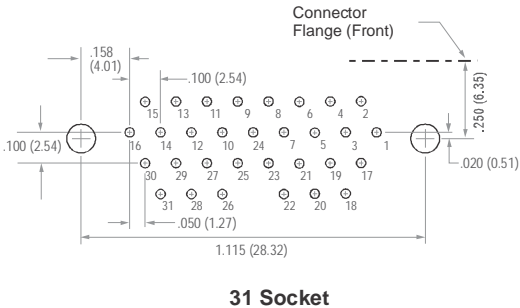 Connector
Flange (Front)
.158
(4.01)
.100 (2.54)
.250 (6.35)
15 13 11 9 8 6 4 2
.100 (2.54)
16 14 12 10 24 7 5 3 1
.020 (0.51)
30 29 27 25 23 21 19 17
31 28 26 22 20 18
.050 (1.27)
1.115 (28.32)
31 Socket